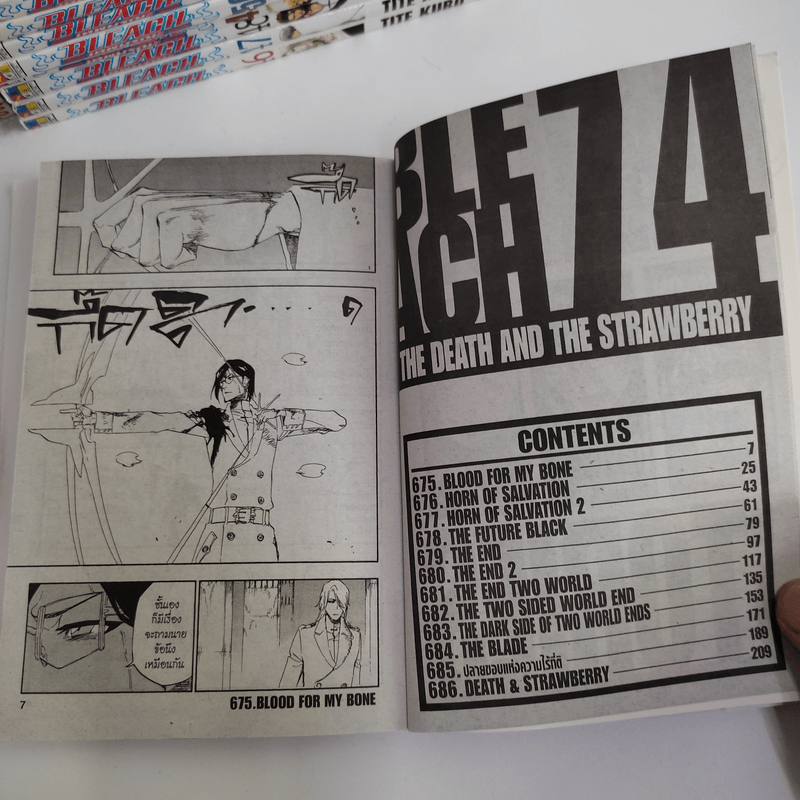 BLEACH
BLEACH
BLEACH
BLEACH
BLEACH
TITE KUBO
BLEACH 74
THE DEATH AND THE STRAWBERRY
CONTENTS
675.BLOOD FOR MY BONE 7
676.HORN OF SALVATION 25
677.HORN OF SALVATION 2 43
678.THE FUTURE BLACK 61
679.THE END 79
680.THE END 2 97
681.THE END TWO WORLD 117
682.THE TWO SIDED WORLD END 135
683.THE DARK SIDE OF TWO WORLD ENDS 153
684.THE BLADE 171
685.ปลายขอบแห่งความไร้ที่ติ 189
686.DEATH & STRAWBERRY 209
ชั้นเอง
ก็มีเรื่อง
จะถามนาย
ข้อนึง
เหมือนกัน
7
675.BLOOD FOR MY BONE